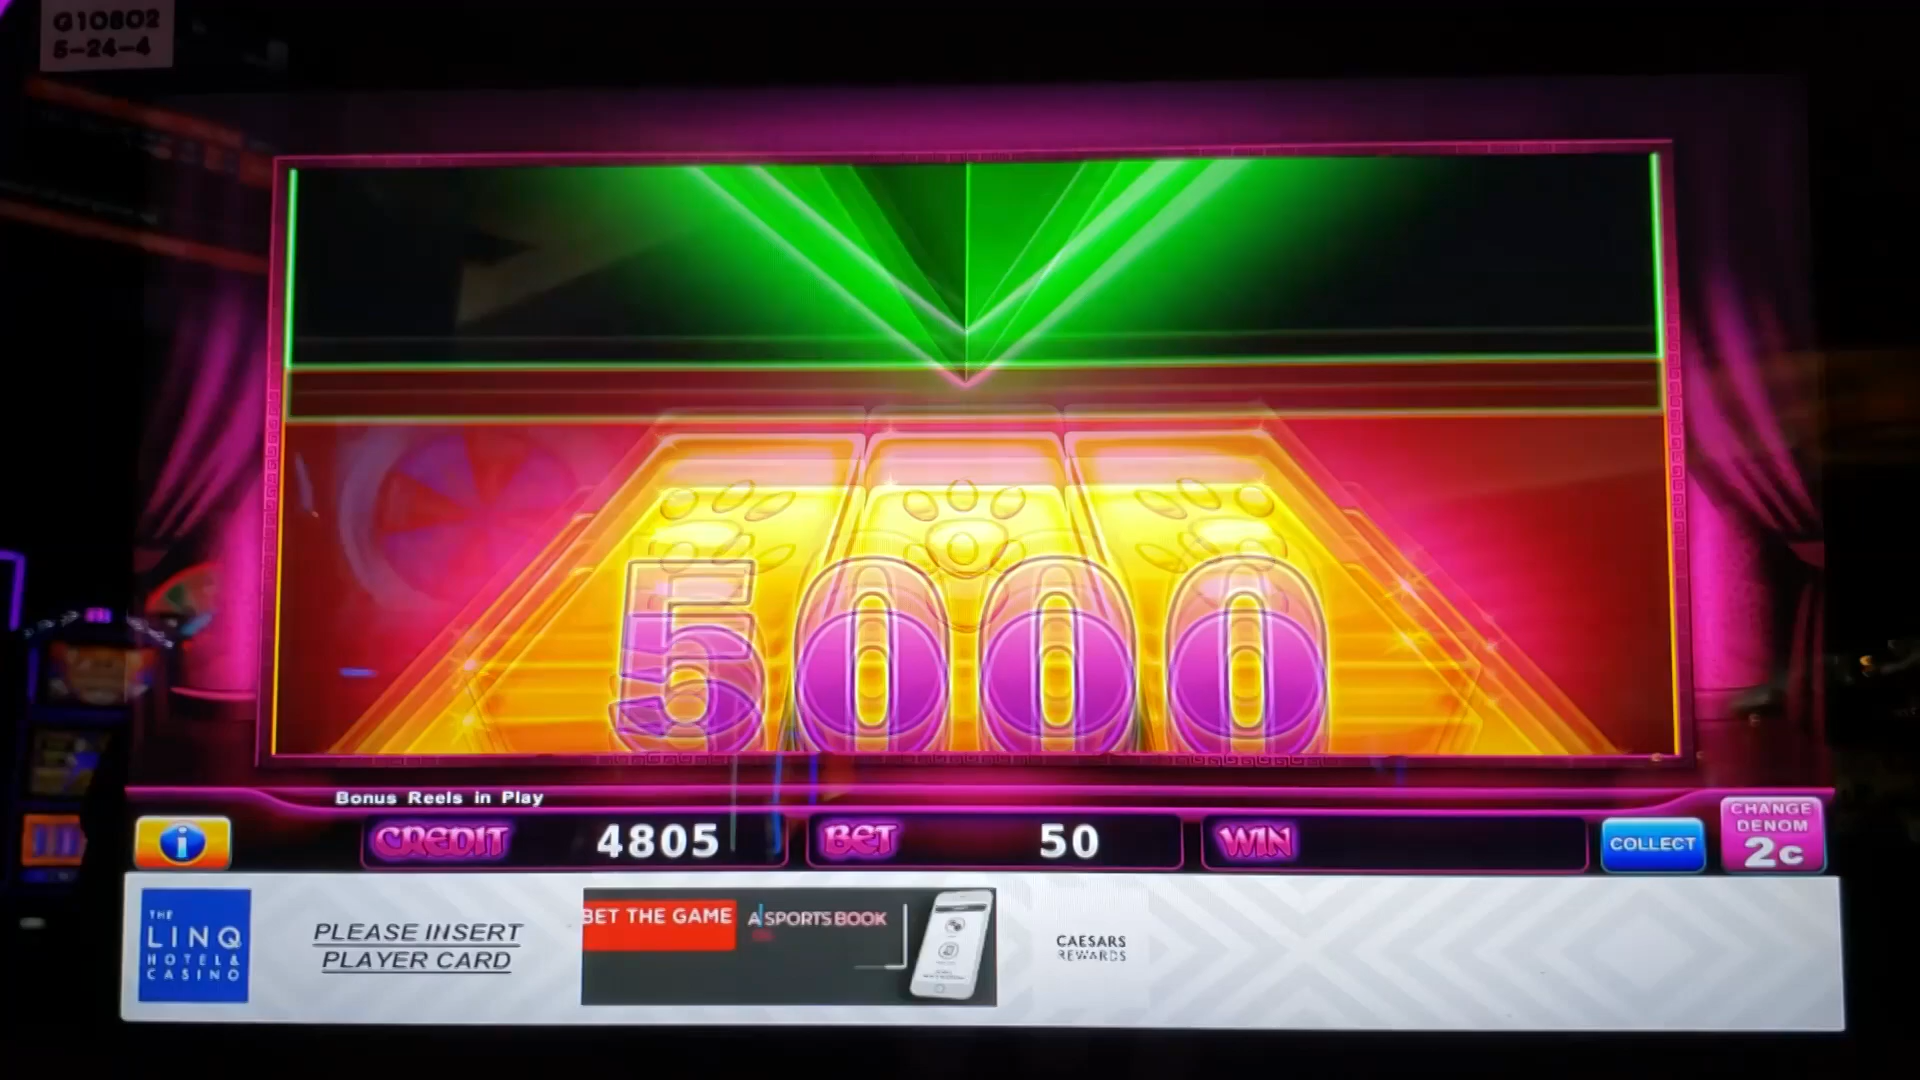 G10802
5-24-4
5000
Bonus Reels in Play
CREDIT 4805
BET 50
WIN
COLLECT
CHANGE
DENOM
2c
THE
LINQ
HOTEL &
CASINO
PLEASE INSERT
PLAYER CARD
BET THE GAME
A SPORTS BOOK
CAESARS
REWARDS